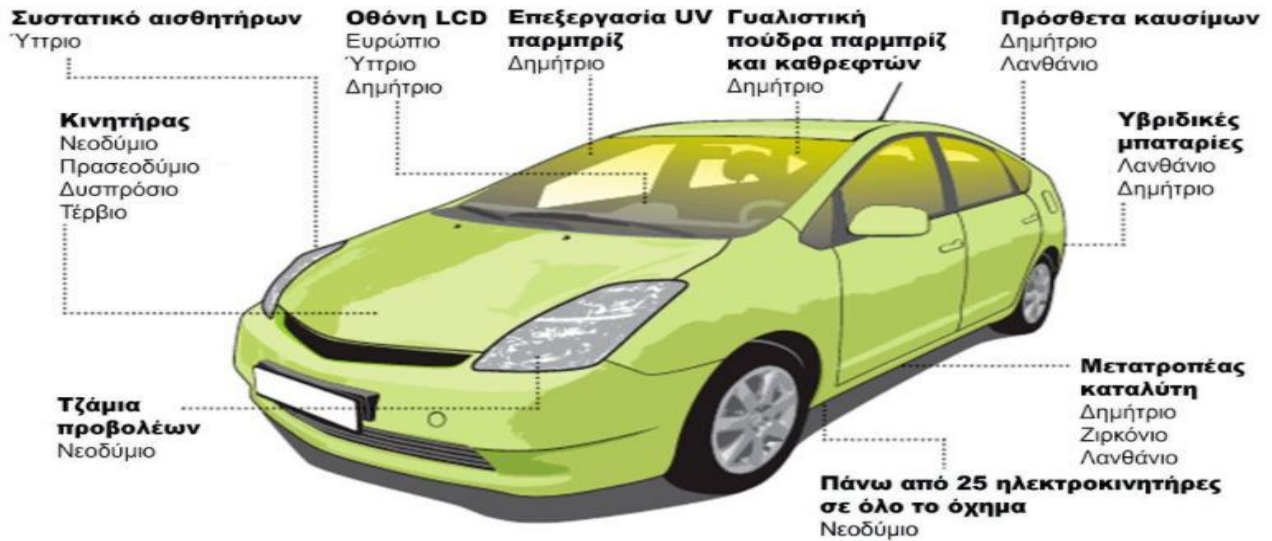 Συστατικό αισθητήρων
Ύττριο
Οθόνη LCD
Ευρώπιο
Ύττριο
Δημήτριο
Επεξεργασία UV
παρμπρίζ
Δημήτριο
Γυαλιστική
πούδρα παρμπρίζ
και καθρεφτών
Δημήτριο
Πρόσθετα καυσίμων
Δημήτριο
Λανθάνιο
Κινητήρας
Νεοδύμιο
Πρασεοδύμιο
Δυσπρόσιο
Τέρβιο
Υβριδικές
μπαταρίες
Λανθάνιο
Δημήτριο
Τζάμια
προβολέων
Νεοδύμιο
Μετατροπέας
καταλύτη
Δημήτριο
Ζιρκόνιο
Λανθάνιο
Πάνω από 25 ηλεκτροκινητήρες
σε όλο το όχημα
Νεοδύμιο